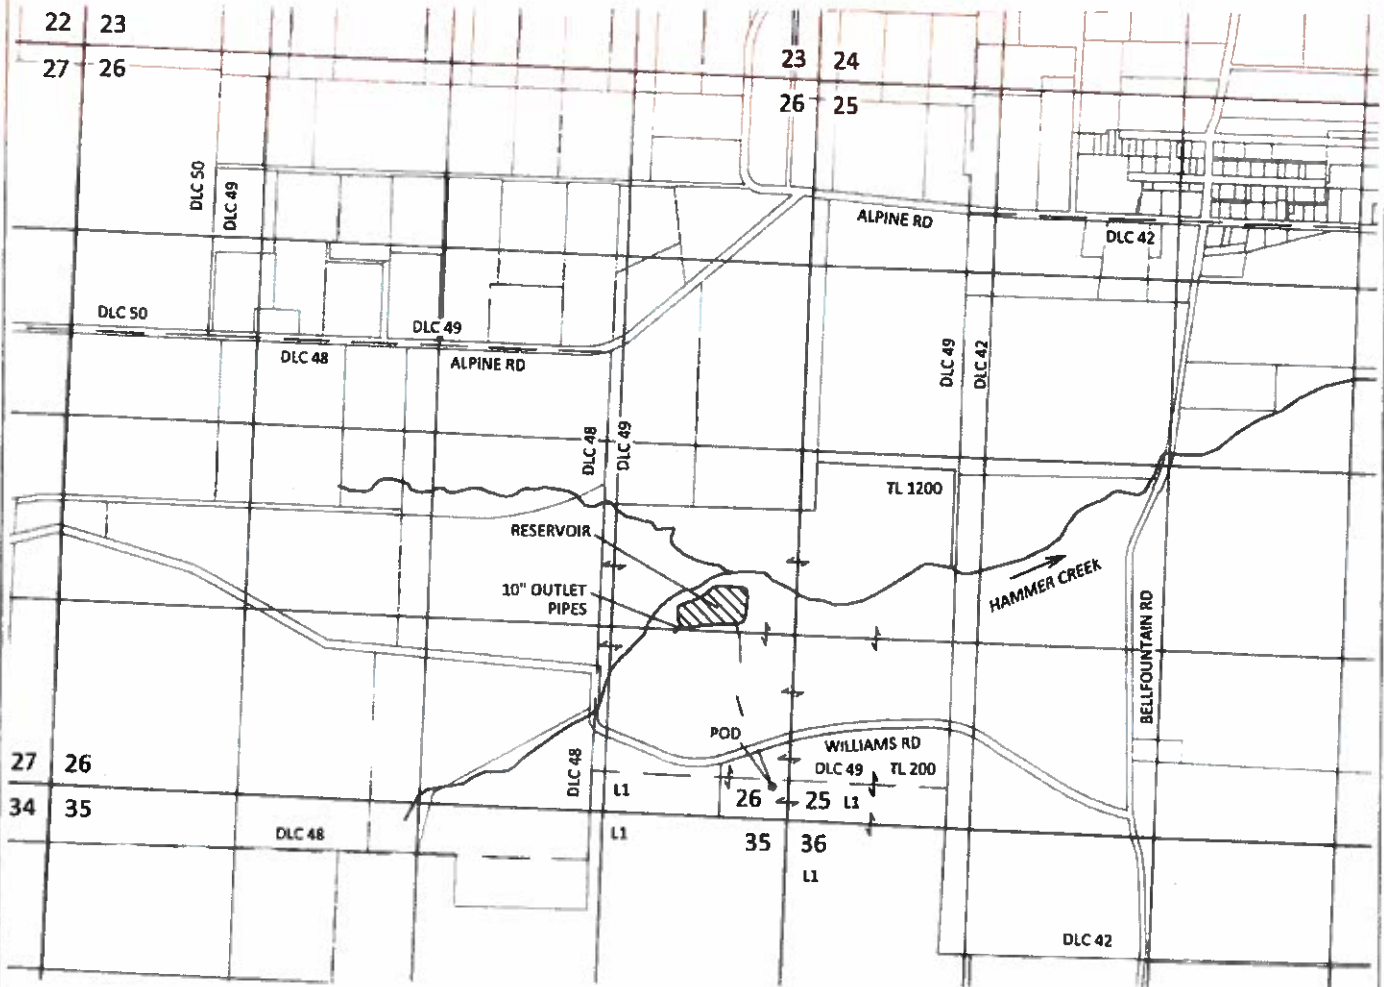 22 23
27 26
23 24
26 25
DLC 50
DLC 49
ALPINE RD
DLC 42
DLC 50
DLC 49
DLC 48
ALPINE RD
DLC 49
DLC 42
DLC 48
DLC 49
TL 1200
RESERVOIR
10" OUTLET
PIPES
HAMMER CREEK
BELLFOUNTAIN RD
POD
WILLIAMS RD
DLC 49 TL 200
DLC 48
27 26
34 35
L1
26 25 L1
DLC 48
L1
35 36
L1
DLC 42